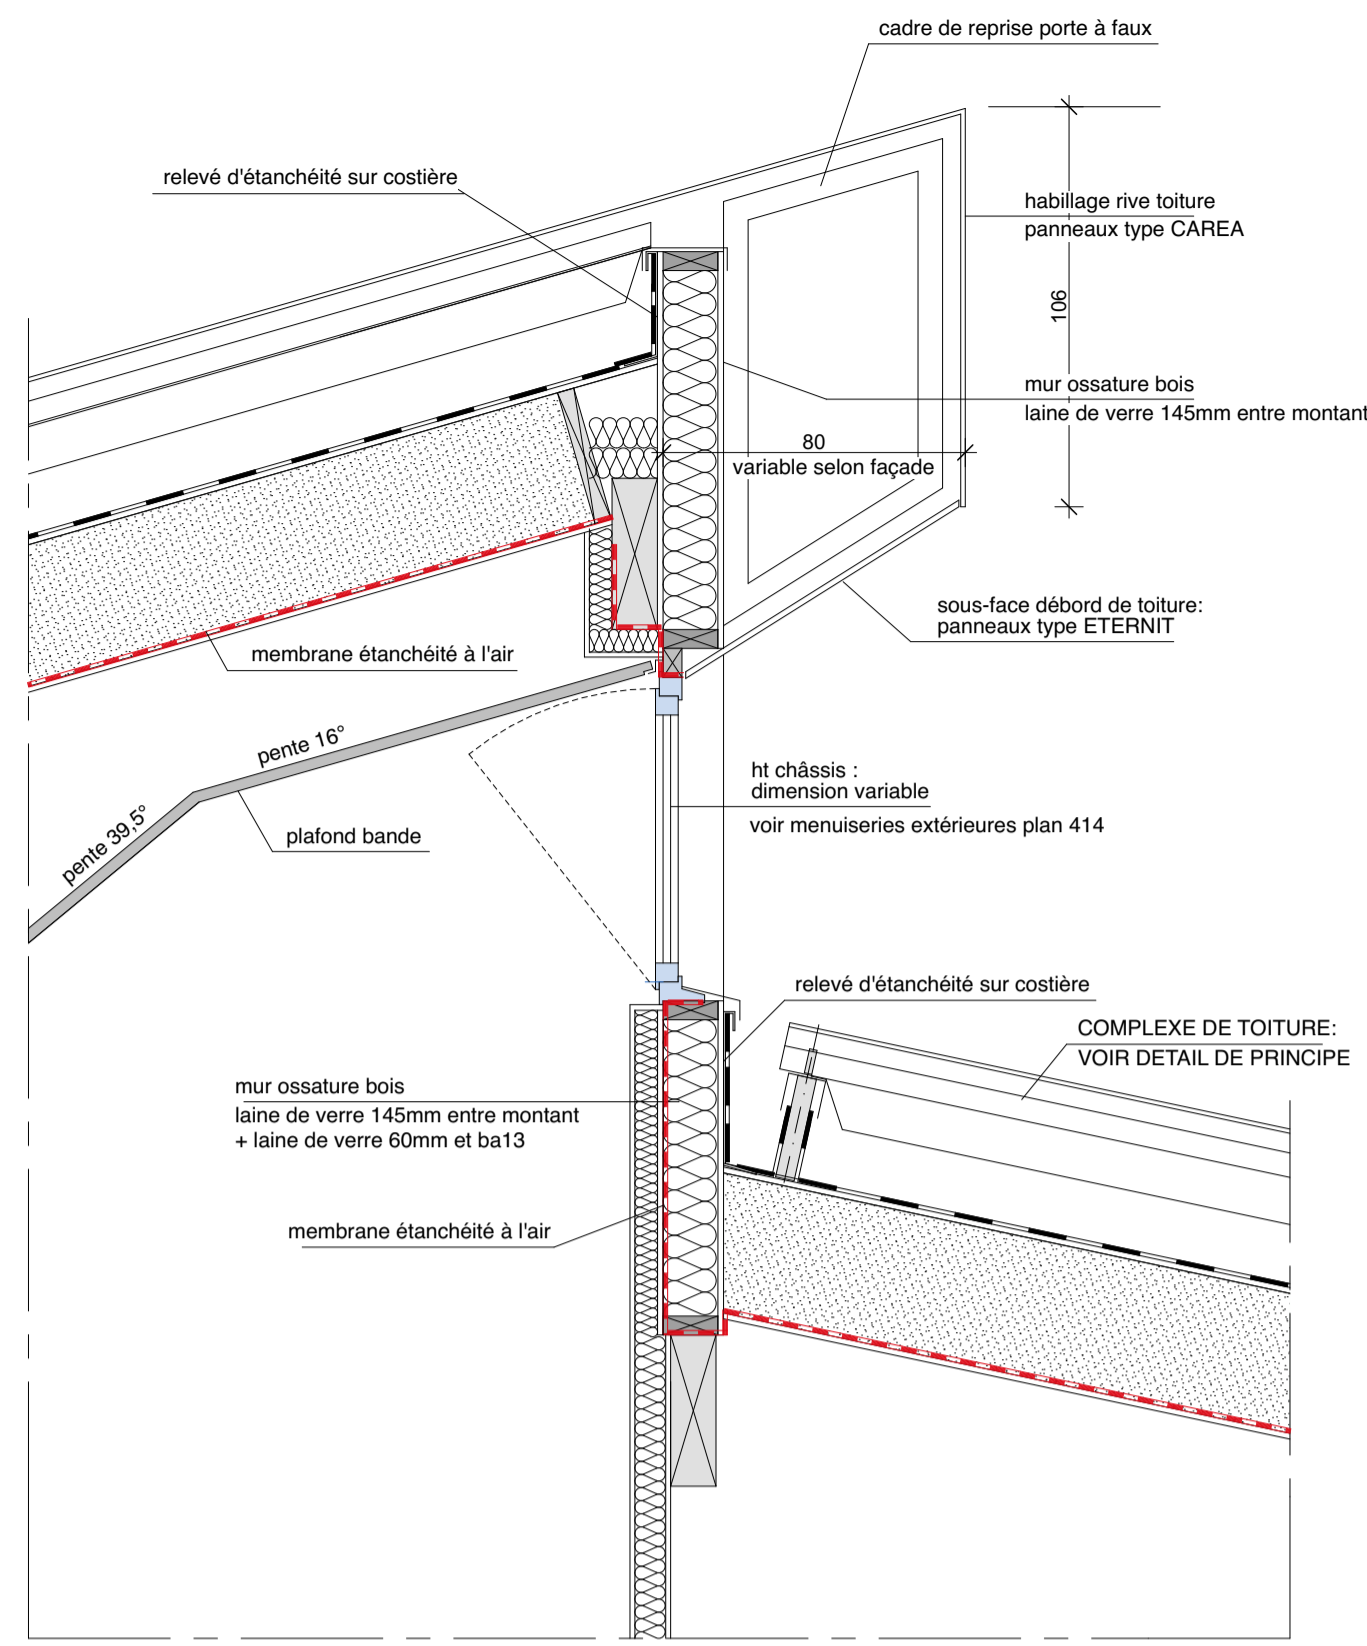 cadre de reprise porte à faux
relevé d'étanchéité sur costière
habillage rive toiture
panneaux type CAREA
106
mur ossature bois
laine de verre 145mm entre montant
80
variable selon façade
sous-face débord de toiture:
panneaux type ETERNIT
membrane étanchéité à l'air
pente 16°
pente 39,5°
plafond bande
ht châssis :
dimension variable
voir menuiseries extérieures plan 414
relevé d'étanchéité sur costière
COMPLEXE DE TOITURE:
VOIR DETAIL DE PRINCIPE
mur ossature bois
laine de verre 145mm entre montant
+ laine de verre 60mm et ba13
membrane étanchéité à l'air